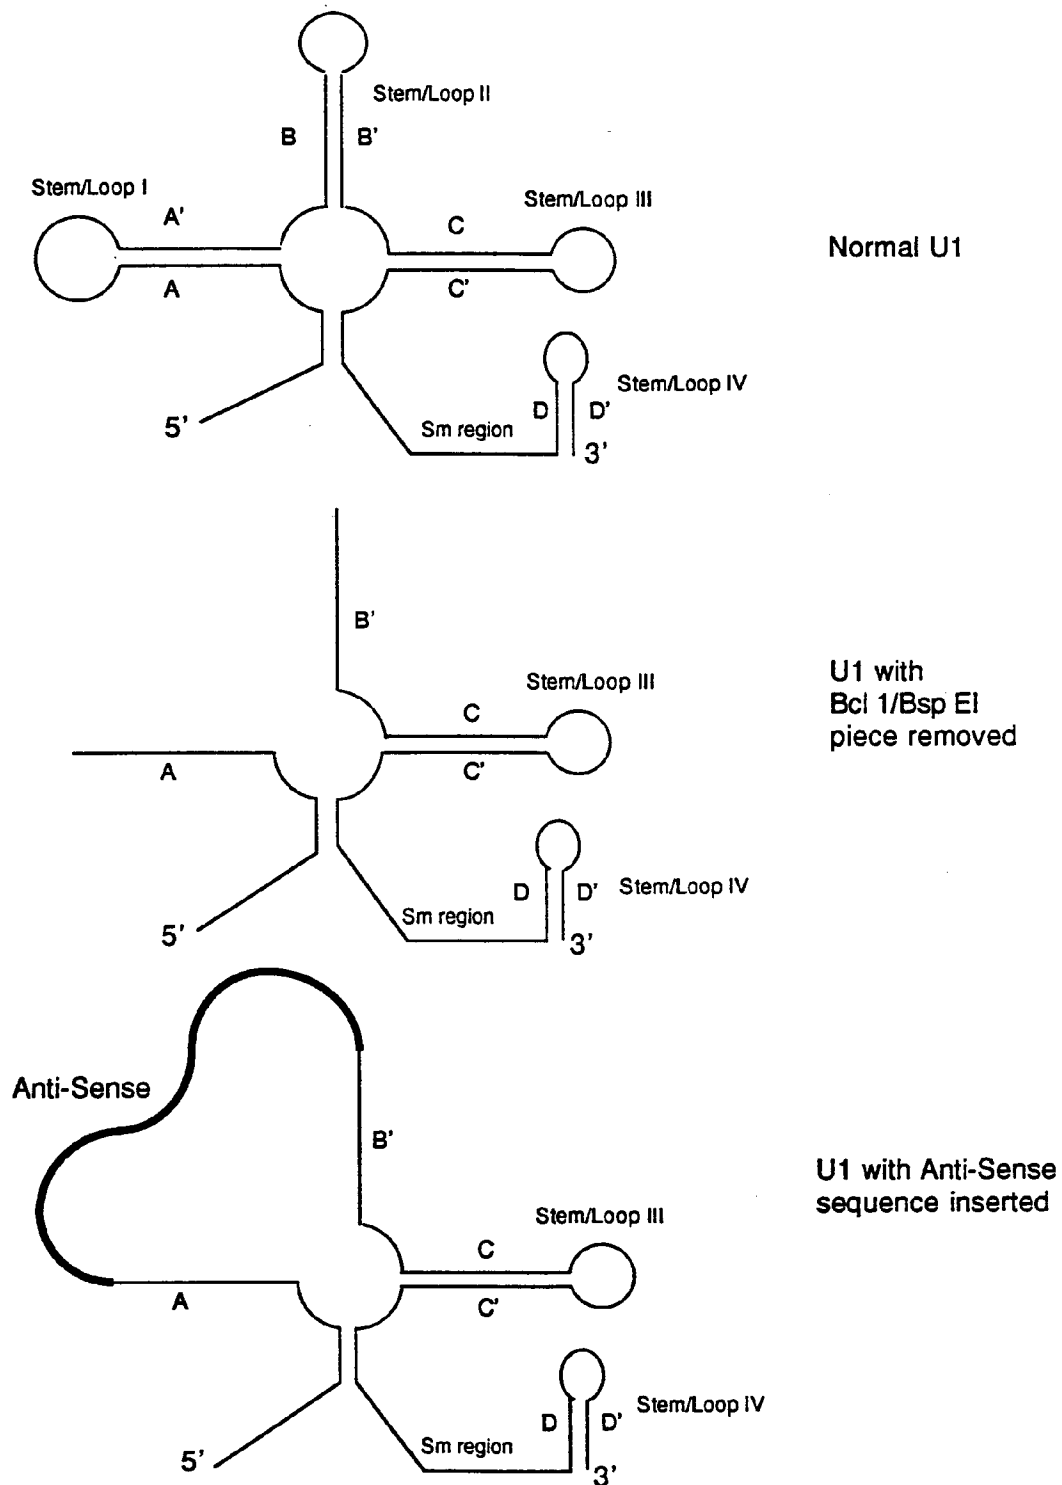 Stem/Loop II
B B'
Stem/Loop I
A'
Stem/Loop III
C
Normal U1
A
C'
Stem/Loop IV
D D'
5'
Sm region
3'
B'
U1 with
Bcl 1/Bsp EI
piece removed
Stem/Loop III
C
A
C'
D D' Stem/Loop IV
Sm region
5'
3'
Anti-Sense
B'
U1 with Anti-Sense
sequence inserted
Stem/Loop III
C
A
C'
Stem/Loop IV
D D'
Sm region
5'
3'